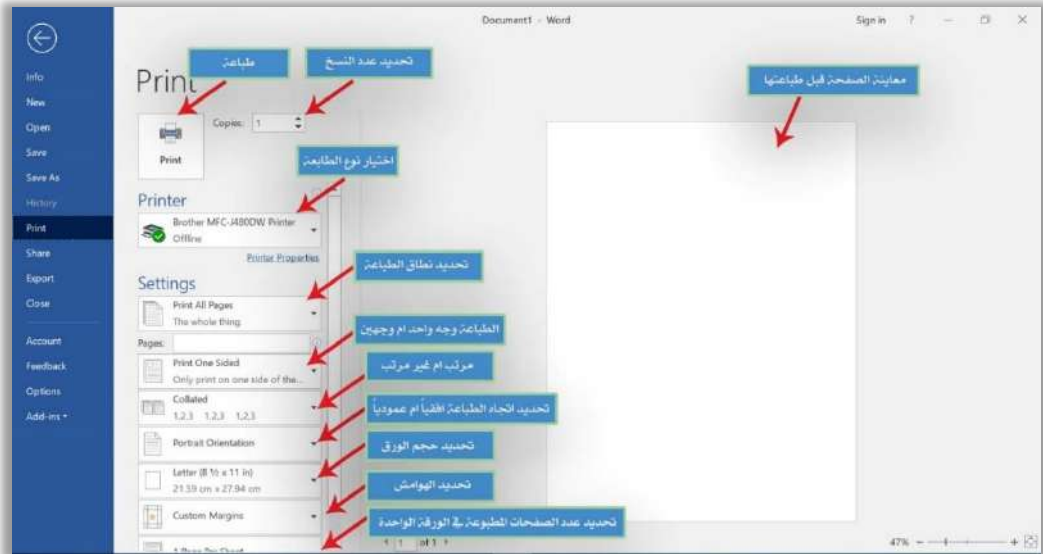 Document1 - Word
Sign in ? 
Info
New
Open
Save
Save As
History
Print
Share
Export
Close
Account
Feedback
Options
Add-ins
Print
طباعة
تحديد عدد النسخ
معاينة الصفحة قبل طباعتها
Copies: 1
Print
اختيار نوع الطابعة
Printer
Brother MFC-J480DW Printer
Offline
Printer Properties
تحديد نطاق الطباعة
Settings
Print All Pages
The whole thing
Pages:
الطباعة وجه واحد ام وجهين
Print One Sided
Only print on one side of the...
مرتب ام غير مرتب
Collated
1,2,3 1,2,3 1,2,3
تحديد اتجاه الطباعة افقياً ام عمودياً
Portrait Orientation
تحديد حجم الورق
Letter (8 ½ x 11 in)
21.59 cm x 27.94 cm
تحديد الهوامش
Custom Margins
تحديد عدد الصفحات المطبوعة في الورقة الواحدة
1 Page Per Sheet
1 of 1
47%